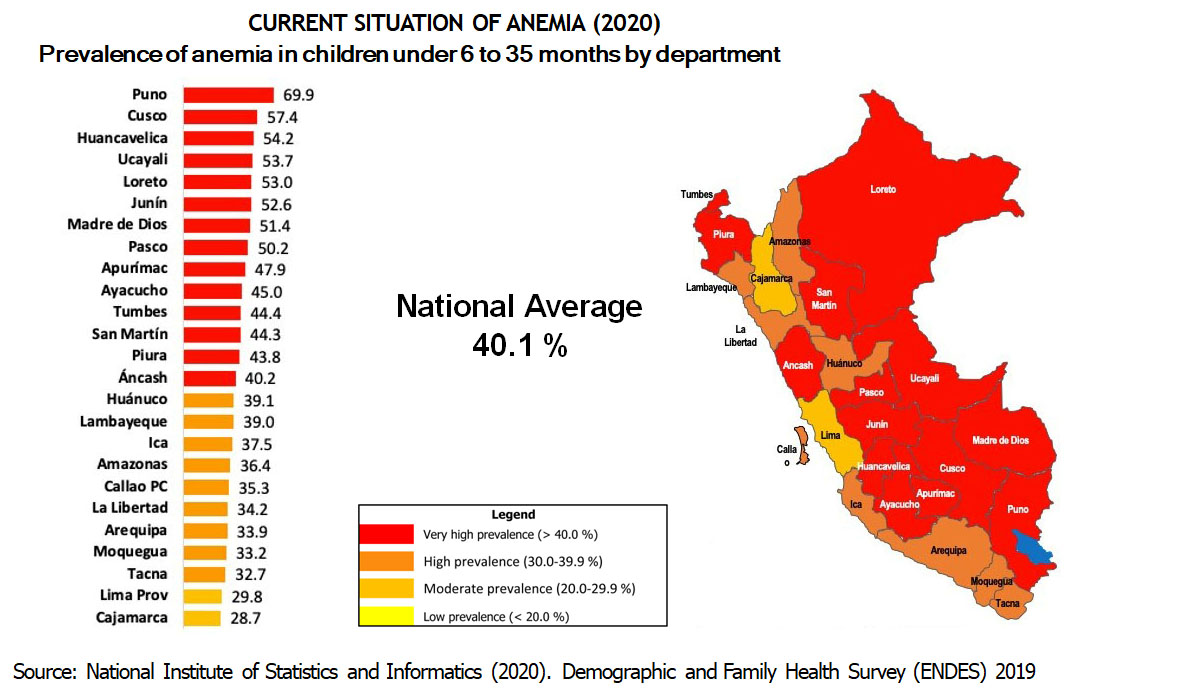 CURRENT SITUATION OF ANEMIA (2020)
Prevalence of anemia in children under 6 to 35 months by department
Puno 69.9
Cusco 57.4
Huancavelica 54.2
Ucayali 53.7
Loreto 53.0
Junín 52.6
Madre de Dios 51.4
Pasco 50.2
Apurímac 47.9
Ayacucho 45.0
Tumbes 44.4
San Martín 44.3
Piura 43.8
Áncash 40.2
Huánuco 39.1
Lambayeque 39.0
Ica 37.5
Amazonas 36.4
Callao PC 35.3
La Libertad 34.2
Arequipa 33.9
Moquegua 33.2
Tacna 32.7
Lima Prov 29.8
Cajamarca 28.7
National Average
40.1 %
Legend
Very high prevalence (> 40.0 %)
High prevalence (30.0-39.9 %)
Moderate prevalence (20.0-29.9 %)
Low prevalence (< 20.0 %)
Loreto
Tumbes
Piura
Amazonas
Cajamarca
Lambayeque
San
Martín
La
Libertad
Ancash
Huánuco
Ucayali
Pasco
Junín
Lima
Calla
o
Madre de Dios
Huancavelica
Cusco
Apurímac
Ayacucho
Ica
Puno
Arequipa
Moquegua
Tacna
Source: National Institute of Statistics and Informatics (2020). Demographic and Family Health Survey (ENDES) 2019